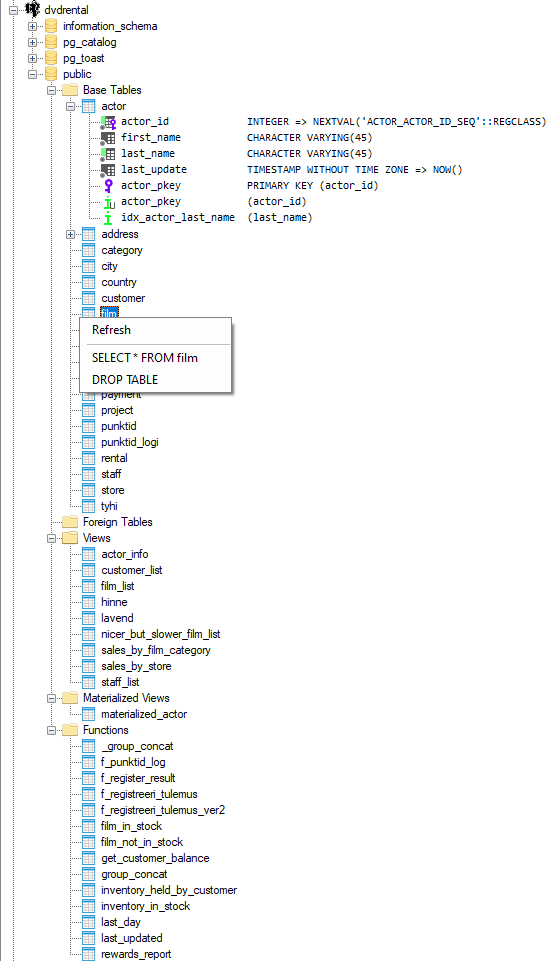 dvdrental
information_schema
pg_catalog
pg_toast
public
Base Tables
actor
actor_id INTEGER => NEXTVAL('ACTOR_ACTOR_ID_SEQ'::REGCLASS)
first_name CHARACTER VARYING(45)
last_name CHARACTER VARYING(45)
last_update TIMESTAMP WITHOUT TIME ZONE => NOW()
actor_pkey PRIMARY KEY (actor_id)
actor_pkey (actor_id)
idx_actor_last_name (last_name)
address
category
city
country
customer
film
Refresh
SELECT * FROM film
DROP TABLE
payment
project
punktid
punktid_logi
rental
staff
store
tyhi
Foreign Tables
Views
actor_info
customer_list
film_list
hinne
lavend
nicer_but_slower_film_list
sales_by_film_category
sales_by_store
staff_list
Materialized Views
materialized_actor
Functions
_group_concat
f_punktid_log
f_register_result
f_registreeri_tulemus
f_registreeri_tulemus_ver2
film_in_stock
film_not_in_stock
get_customer_balance
group_concat
inventory_held_by_customer
inventory_in_stock
last_day
last_updated
rewards_report